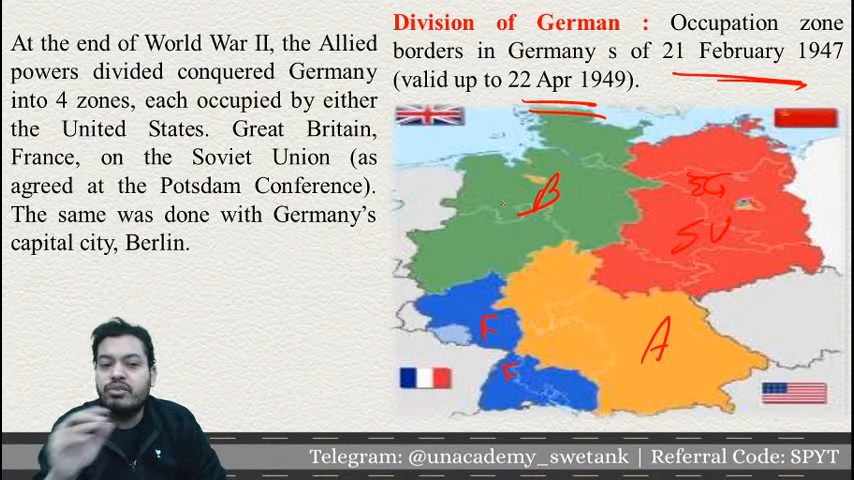 At the end of World War II, the Allied
powers divided conquered Germany
into 4 zones, each occupied by either
the United States. Great Britain,
France, on the Soviet Union (as
agreed at the Potsdam Conference).
The same was done with Germany's
capital city, Berlin.
Division of German : Occupation zone
borders in Germany s of 21 February 1947
(valid up to 22 Apr 1949).
B
EG
SU
F
F
A
Telegram: @unacademy_swetank | Referral Code: SPYT